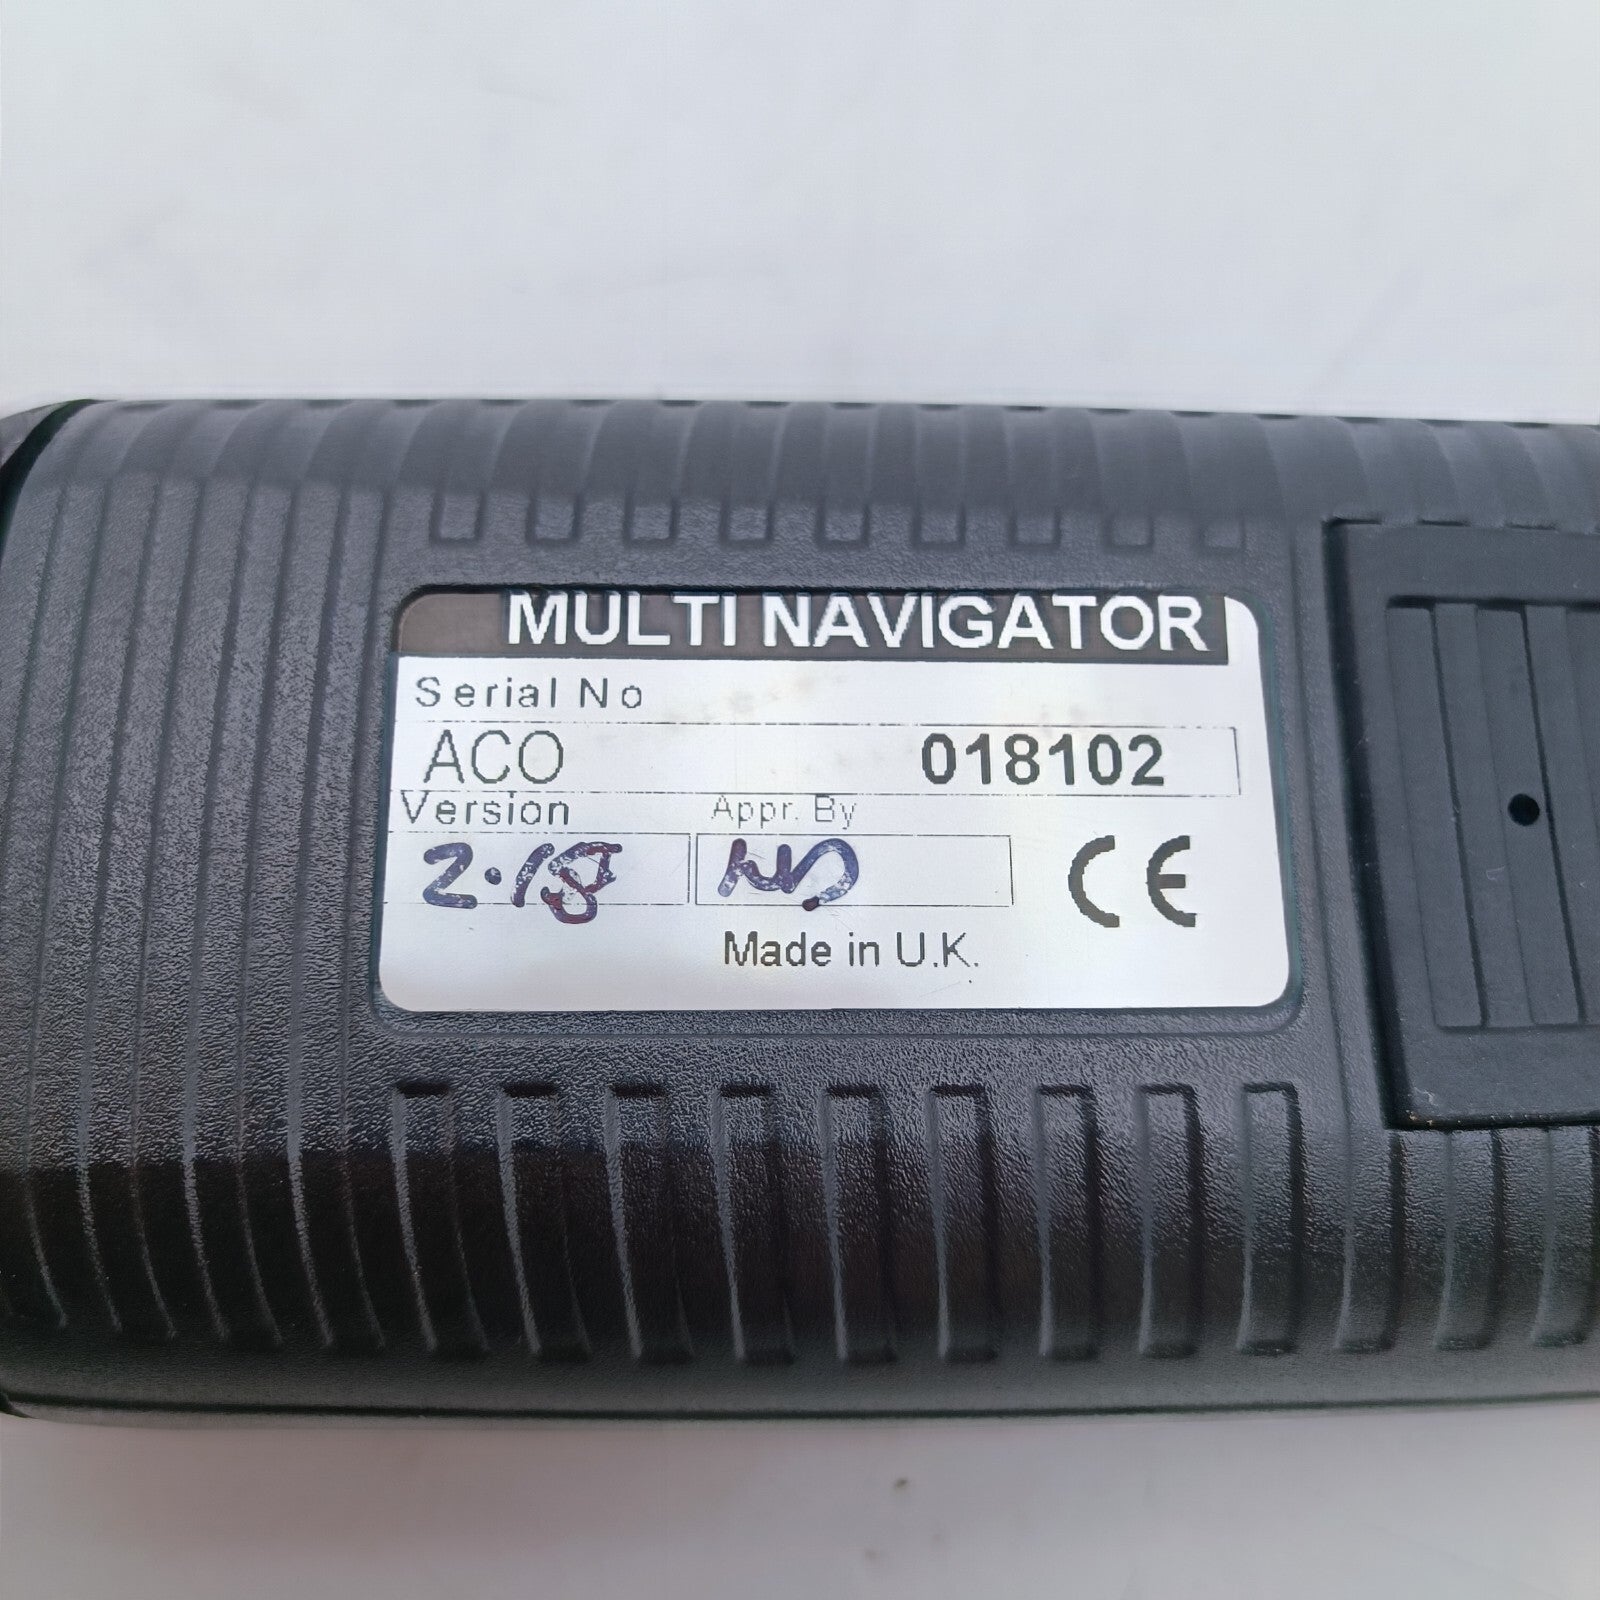 MULTI NAVIGATOR
Serial No
ACO 018102
Version Appr. By
2.18
CE
Made in U.K.